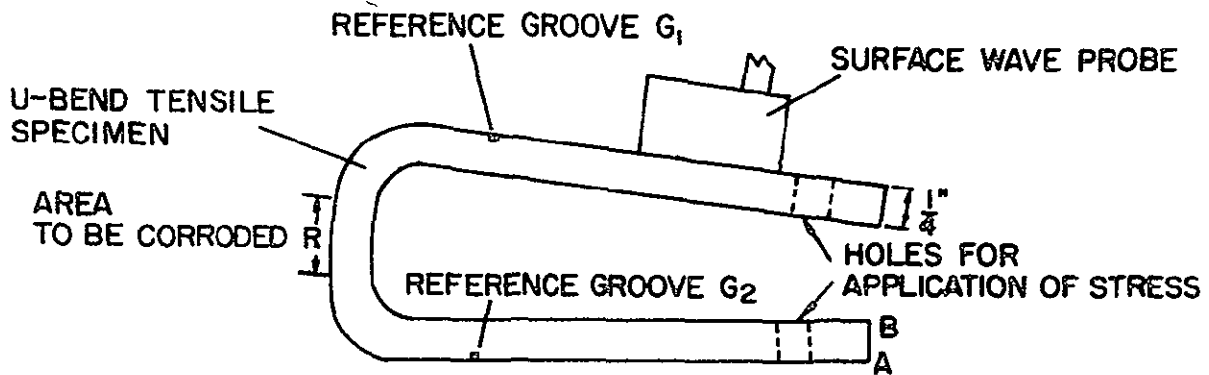 REFERENCE GROOVE G₁
SURFACE WAVE PROBE
U-BEND TENSILE
SPECIMEN
AREA
TO BE CORRODED R
1/4"
HOLES FOR
APPLICATION OF STRESS
REFERENCE GROOVE G₂
B
A